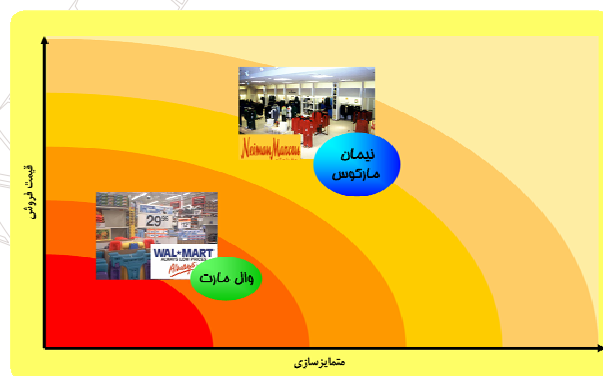 Neiman Marcus
نیمان
مارکوس
قیمت فروش
29
WAL★MART
ALWAYS LOW PRICES
Always
وال مارت
متمایزسازی